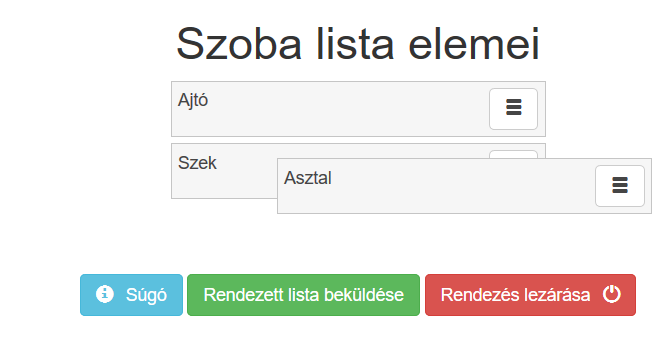 Szoba lista elemei
Ajtó
Szek
Asztal
Súgó
Rendezett lista beküldése
Rendezés lezárása